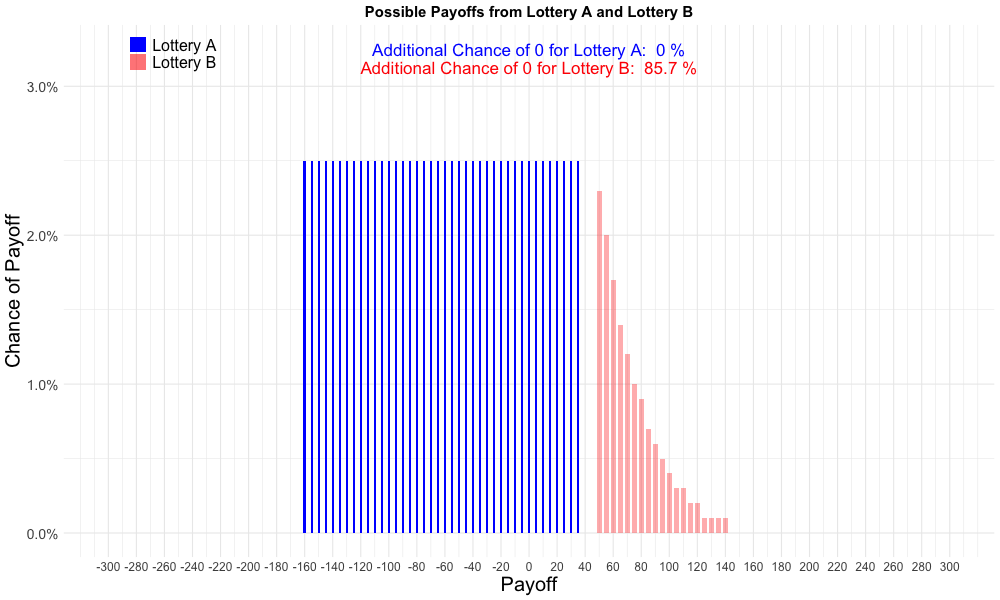 Possible Payoffs from Lottery A and Lottery B
Lottery A
Lottery B
Additional Chance of 0 for Lottery A:  0 %
Additional Chance of 0 for Lottery B:  85.7 %
Chance of Payoff
3.0%
2.0%
1.0%
0.0%
-300 -280 -260 -240 -220 -200 -180 -160 -140 -120 -100 -80 -60 -40 -20 0 20 40 60 80 100 120 140 160 180 200 220 240 260 280 300
Payoff